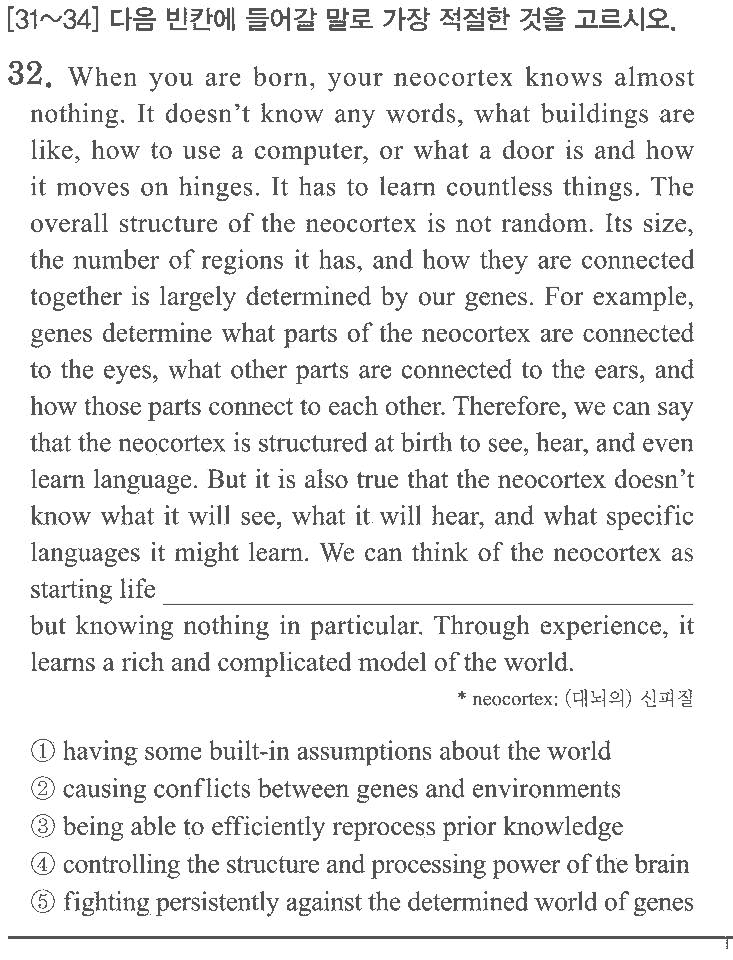 [31~34] 다음 빈칸에 들어갈 말로 가장 적절한 것을 고르시오.
32. When you are born, your neocortex knows almost
nothing. It doesn't know any words, what buildings are
like, how to use a computer, or what a door is and how
it moves on hinges. It has to learn countless things. The
overall structure of the neocortex is not random. Its size,
the number of regions it has, and how they are connected
together is largely determined by our genes. For example,
genes determine what parts of the neocortex are connected
to the eyes, what other parts are connected to the ears, and
how those parts connect to each other. Therefore, we can say
that the neocortex is structured at birth to see, hear, and even
learn language. But it is also true that the neocortex doesn't
know what it will see, what it will hear, and what specific
languages it might learn. We can think of the neocortex as
starting life
but knowing nothing in particular. Through experience, it
learns a rich and complicated model of the world.
* neocortex: (대뇌의) 신피질
① having some built-in assumptions about the world
② causing conflicts between genes and environments
③ being able to efficiently reprocess prior knowledge
④ controlling the structure and processing power of the brain
⑤ fighting persistently against the determined world of genes